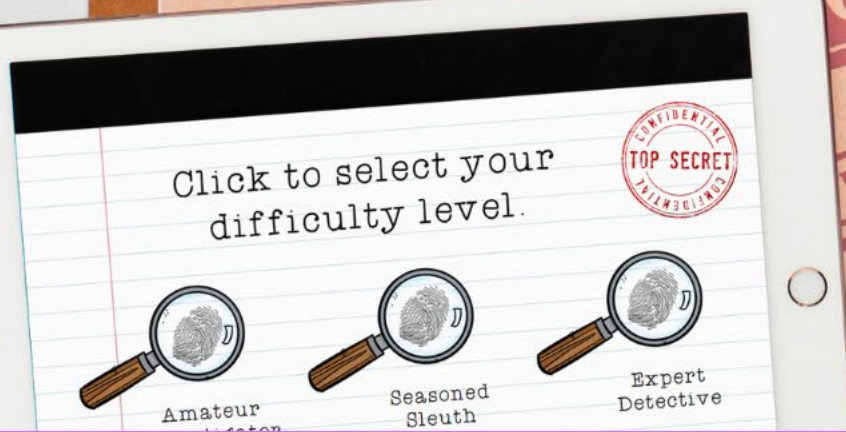 Click to select your
difficulty level.
CONFIDENTIAL
TOP SECRET
CONFIDENTIAL
Amateur
Seasoned
Sleuth
Expert
Detective